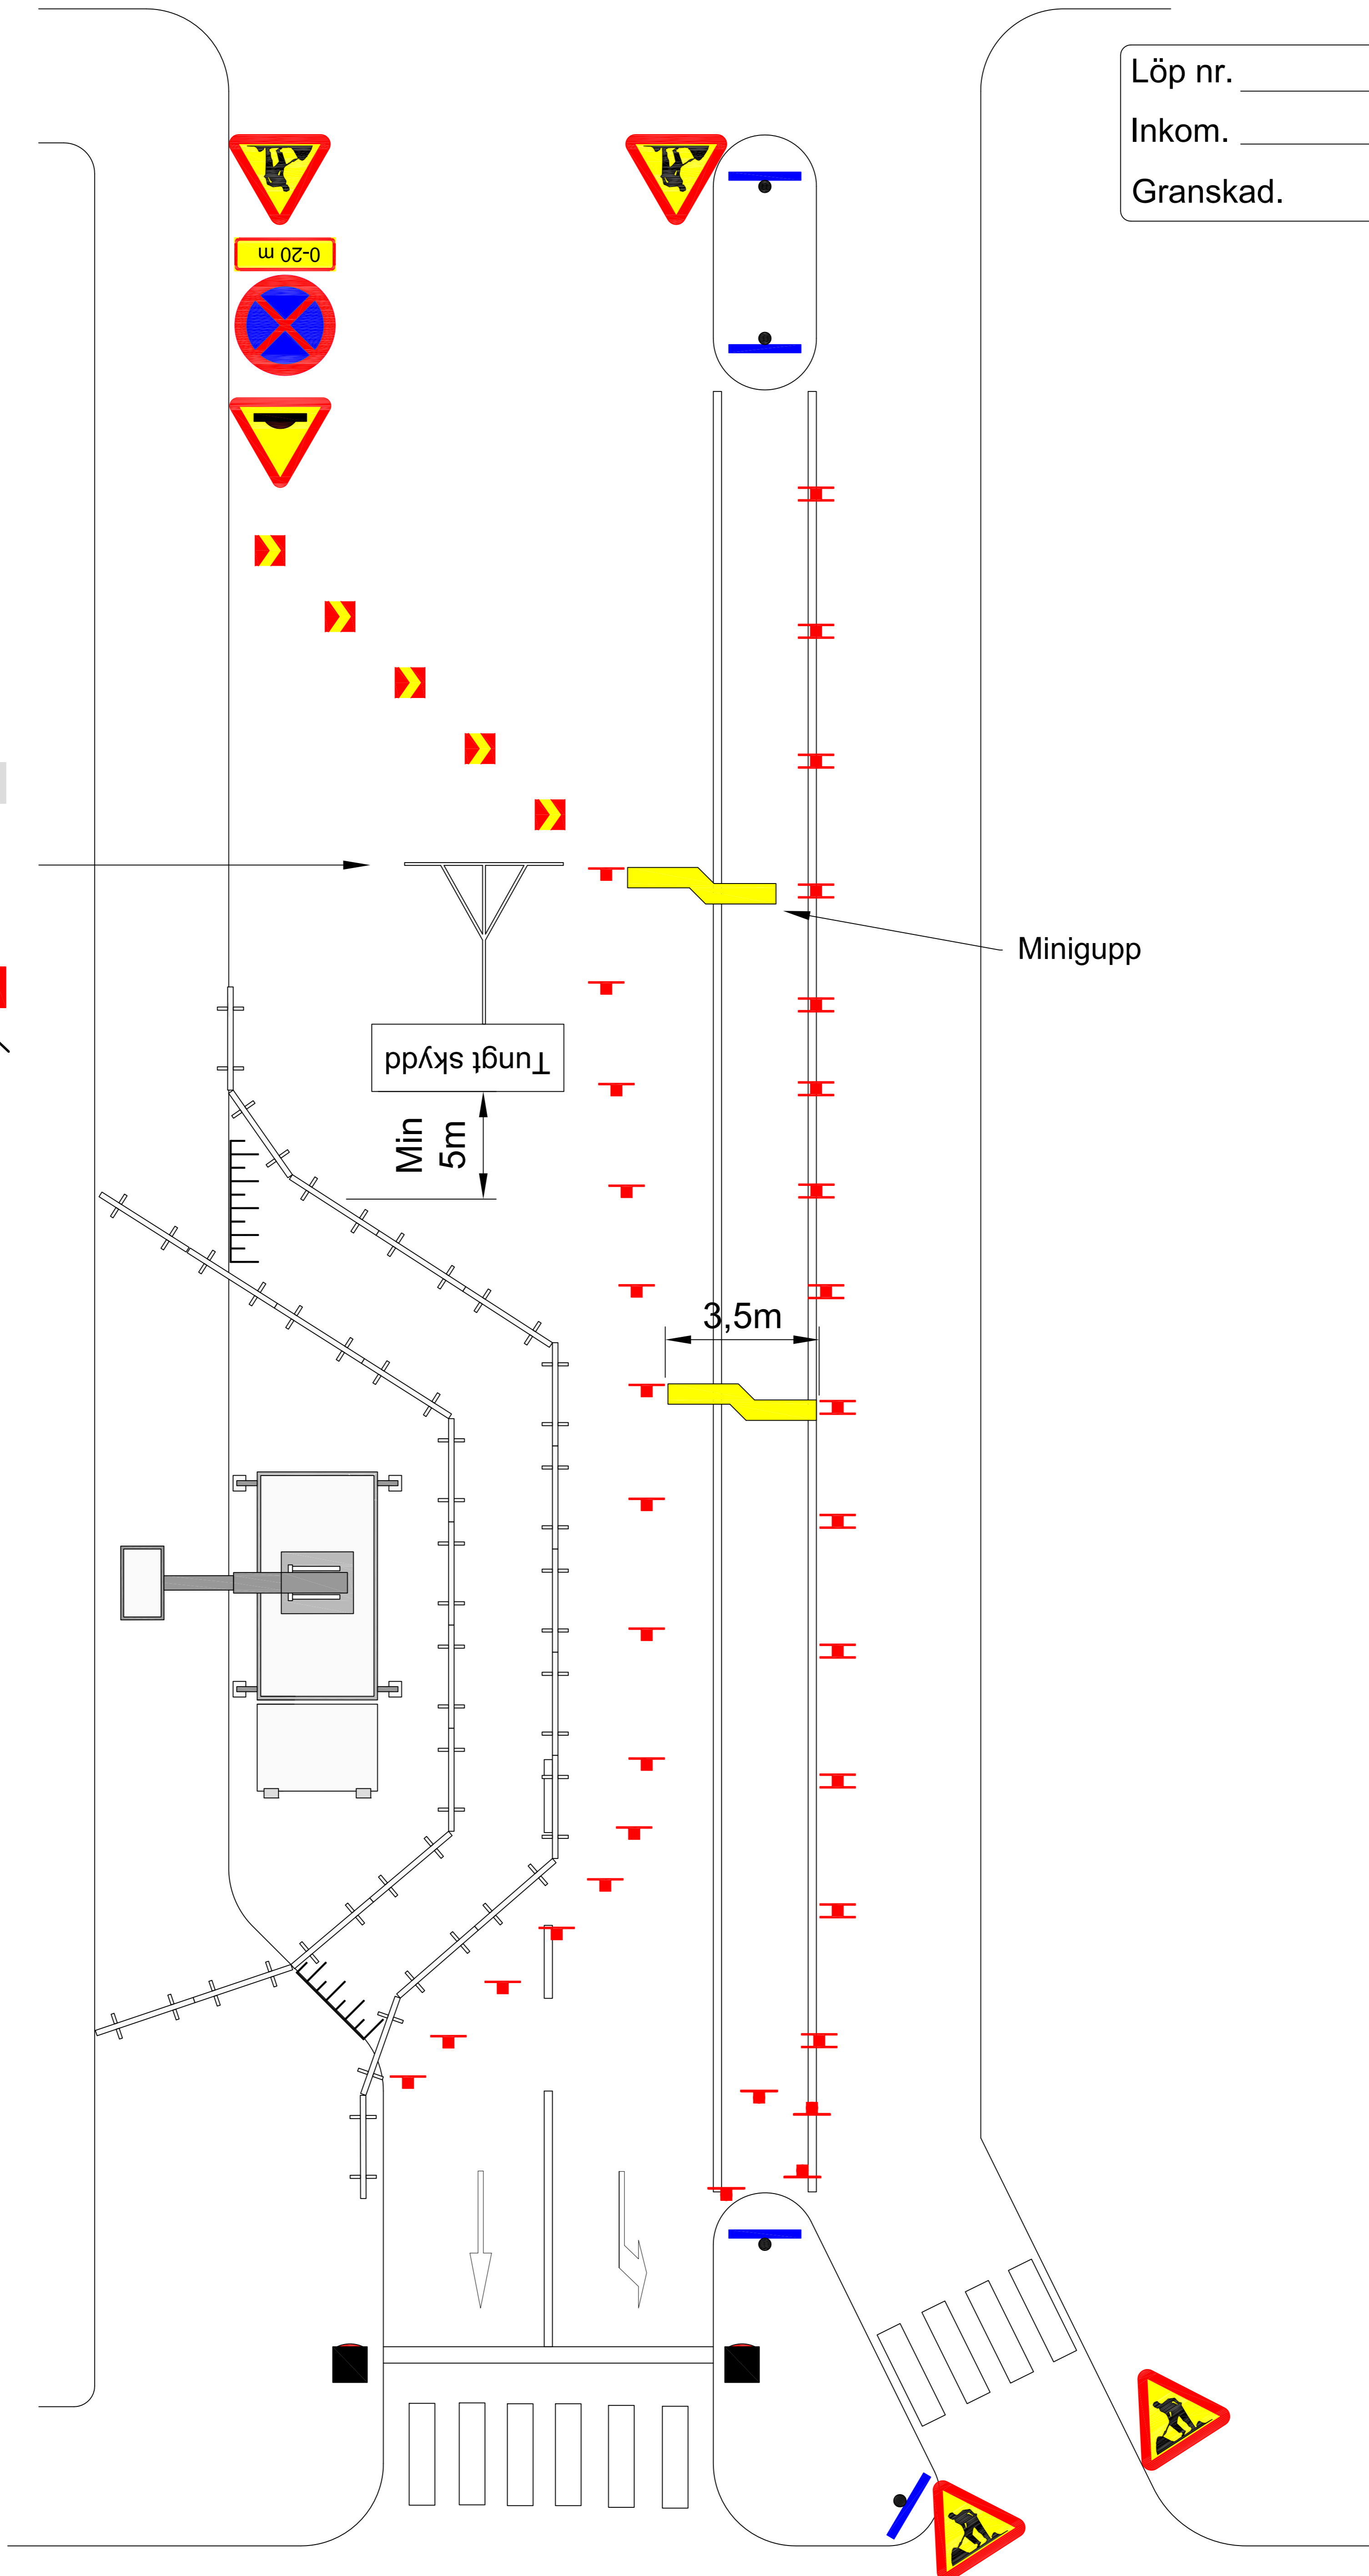 Löp nr.
Inkom.
Granskad.
0-20 m
Minigupp
Tungt skydd
Min
5m
3,5m